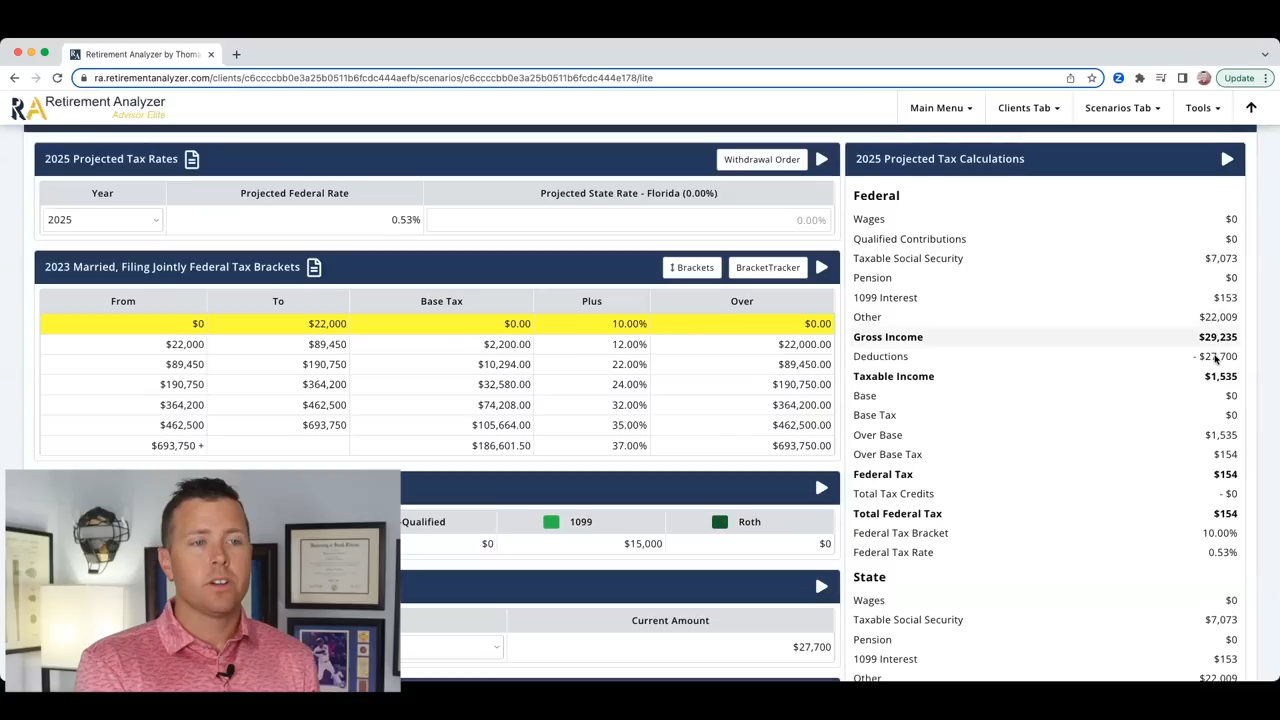 Retirement Analyzer by Thoma
ra.retirementanalyzer.com/clients/c6ccccbb0e3a25b0511b6fcdc444aefb/scenarios/c6ccccbb0e3a25b0511b6fcdc444e178/lite
Update
RA Retirement Analyzer
Advisor Elite
Main Menu
Clients Tab
Scenarios Tab
Tools
2025 Projected Tax Rates
Withdrawal Order
Year Projected Federal Rate Projected State Rate - Florida (0.00%)
2025 0.53% 0.00%
2023 Married, Filing Jointly Federal Tax Brackets
Brackets
BracketTracker
From To Base Tax Plus Over
$0 $22,000 $0.00 10.00% $0.00
$22,000 $89,450 $2,200.00 12.00% $22,000.00
$89,450 $190,750 $10,294.00 22.00% $89,450.00
$190,750 $364,200 $32,580.00 24.00% $190,750.00
$364,200 $462,500 $74,208.00 32.00% $364,200.00
$462,500 $693,750 $105,664.00 35.00% $462,500.00
$693,750 + $186,601.50 37.00% $693,750.00
-Qualified 1099 Roth
$0 $15,000 $0
Current Amount
$27,700
2025 Projected Tax Calculations
Federal
Wages $0
Qualified Contributions $0
Taxable Social Security $7,073
Pension $0
1099 Interest $153
Other $22,009
Gross Income $29,235
Deductions - $27,700
Taxable Income $1,535
Base $0
Base Tax $0
Over Base $1,535
Over Base Tax $154
Federal Tax $154
Total Tax Credits - $0
Total Federal Tax $154
Federal Tax Bracket 10.00%
Federal Tax Rate 0.53%
State
Wages $0
Taxable Social Security $7,073
Pension $0
1099 Interest $153
Other $22,009